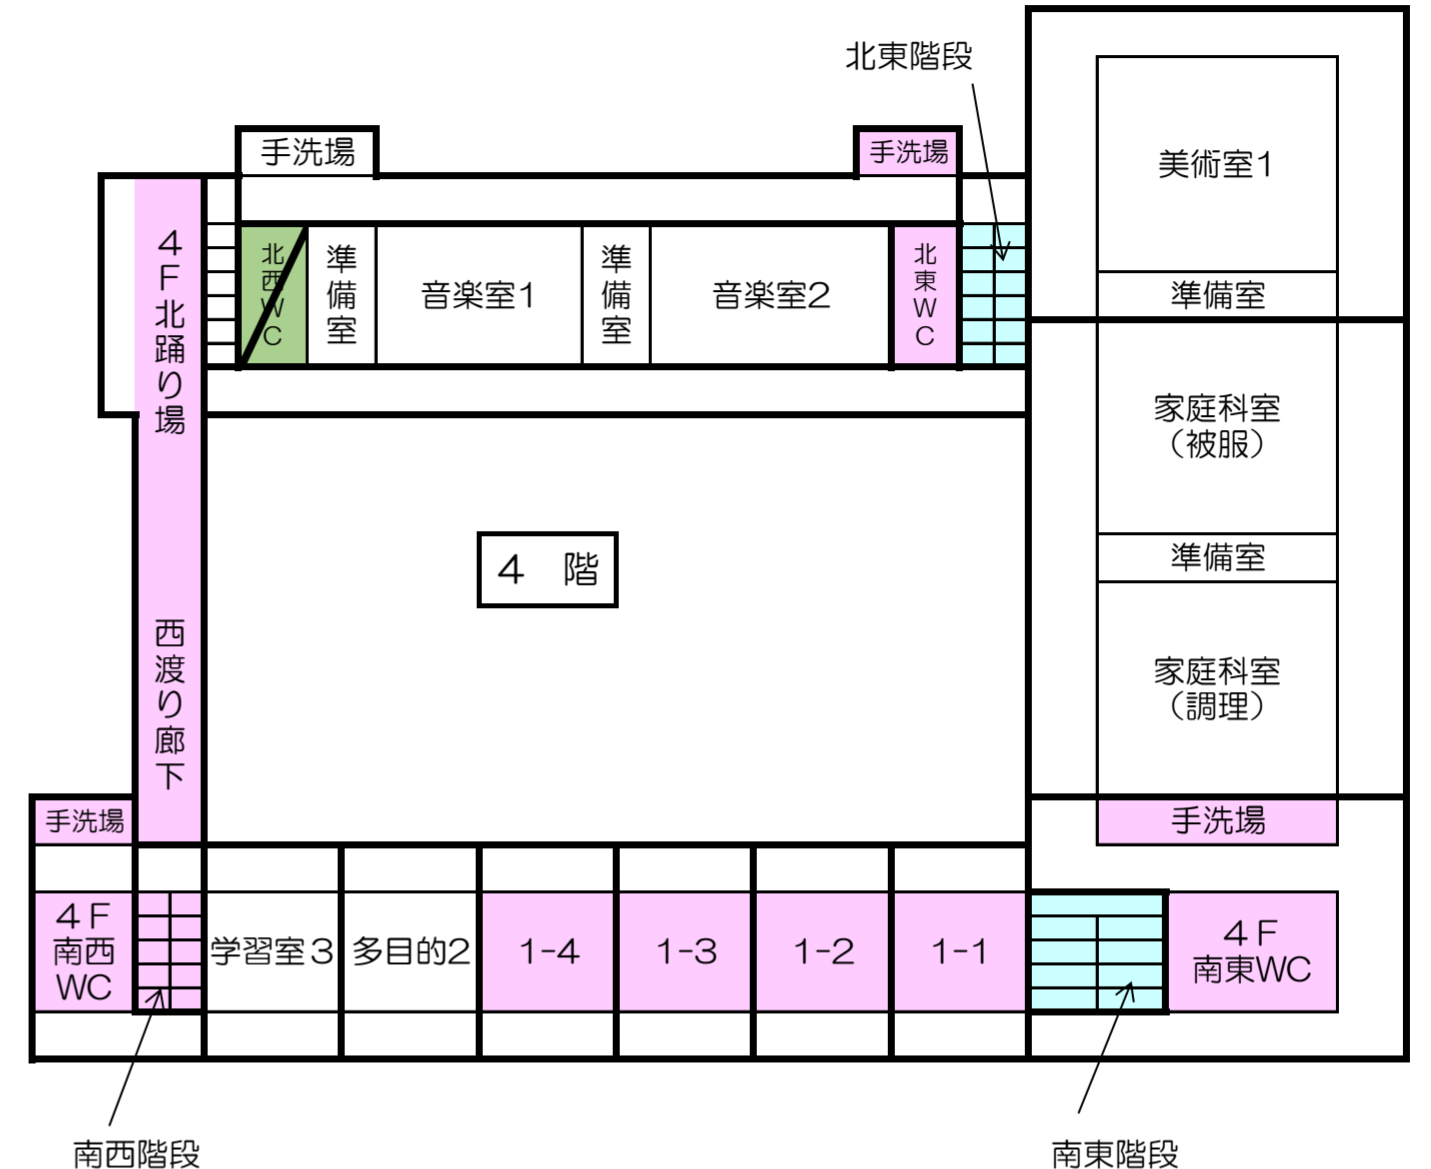 北東階段
手洗場
手洗場
美術室1
準備室
4F北踊り場
北西WC
準備室
音楽室1
準備室
音楽室2
北東WC
家庭科室
（被服）
準備室
家庭科室
（調理）
4 階
西渡り廊下
手洗場
手洗場
4F
南西
WC
学習室3
多目的2
1-4
1-3
1-2
1-1
4F
南東WC
南西階段
南東階段